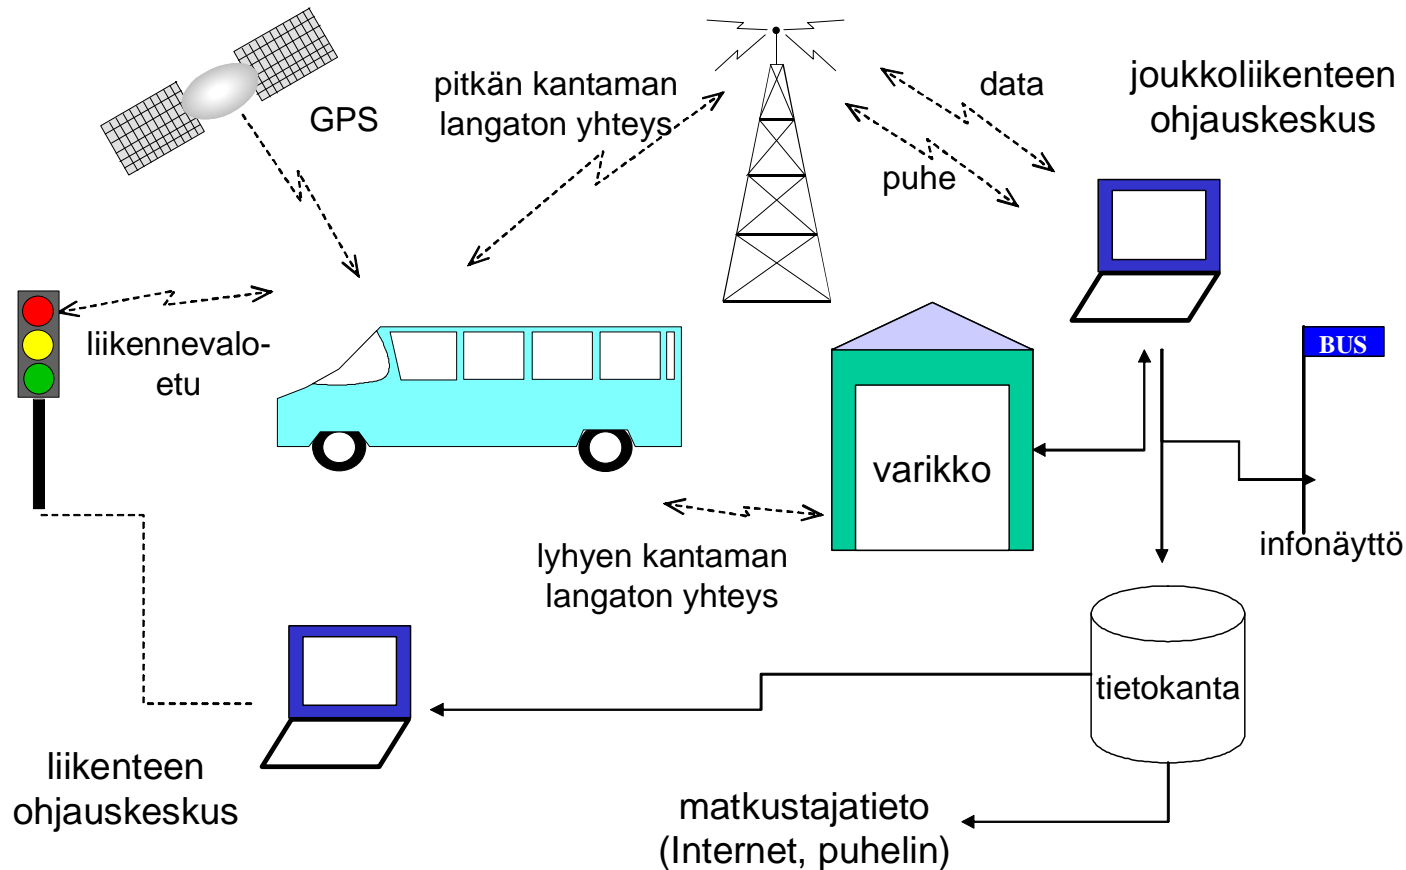 GPS
pitkän kantaman
langaton yhteys
data
joukkoliikenteen
ohjauskeskus
puhe
liikennevalo-
etu
BUS
varikko
infonäyttö
lyhyen kantaman
langaton yhteys
tietokanta
liikenteen
ohjauskeskus
matkustajatieto
(Internet, puhelin)